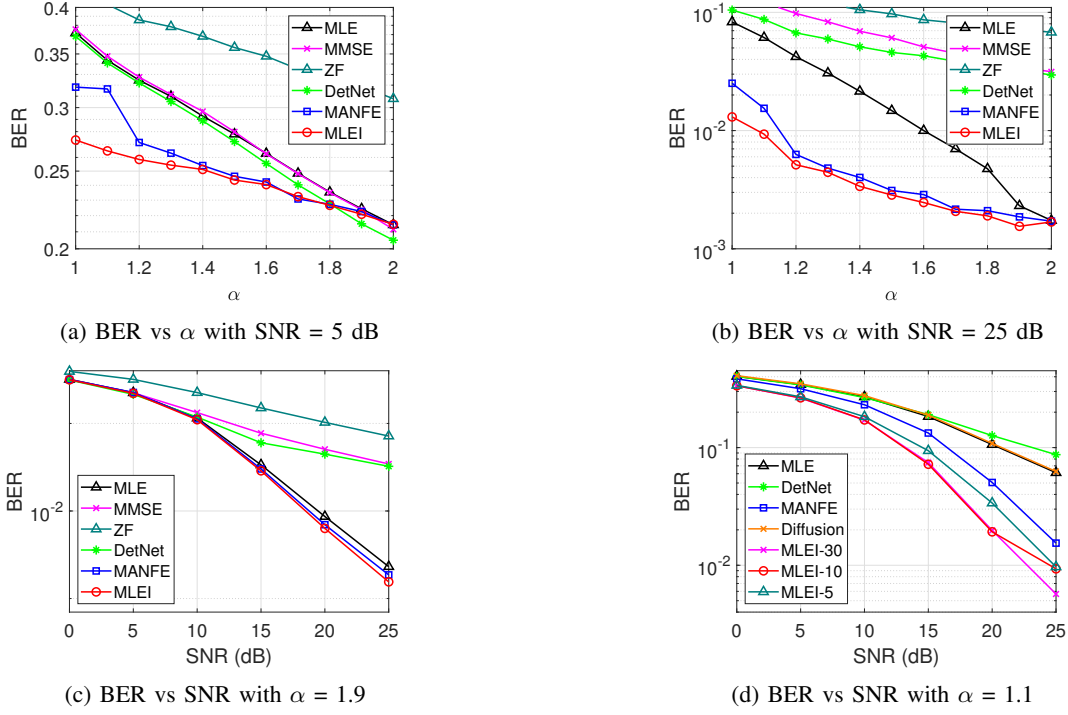 0.4
0.35
0.3
0.25
0.2
BER
1 1.2 1.4 1.6 1.8 2
α
MLE
MMSE
ZF
DetNet
MANFE
MLEI
(a) BER vs α with SNR = 5 dB
10^-1
10^-2
10^-3
BER
1 1.2 1.4 1.6 1.8 2
α
MLE
MMSE
ZF
DetNet
MANFE
MLEI
(b) BER vs α with SNR = 25 dB
10^-2
BER
0 5 10 15 20 25
SNR (dB)
MLE
MMSE
ZF
DetNet
MANFE
MLEI
(c) BER vs SNR with α = 1.9
10^-1
10^-2
BER
0 5 10 15 20 25
SNR (dB)
MLE
DetNet
MANFE
Diffusion
MLEI-30
MLEI-10
MLEI-5
(d) BER vs SNR with α = 1.1